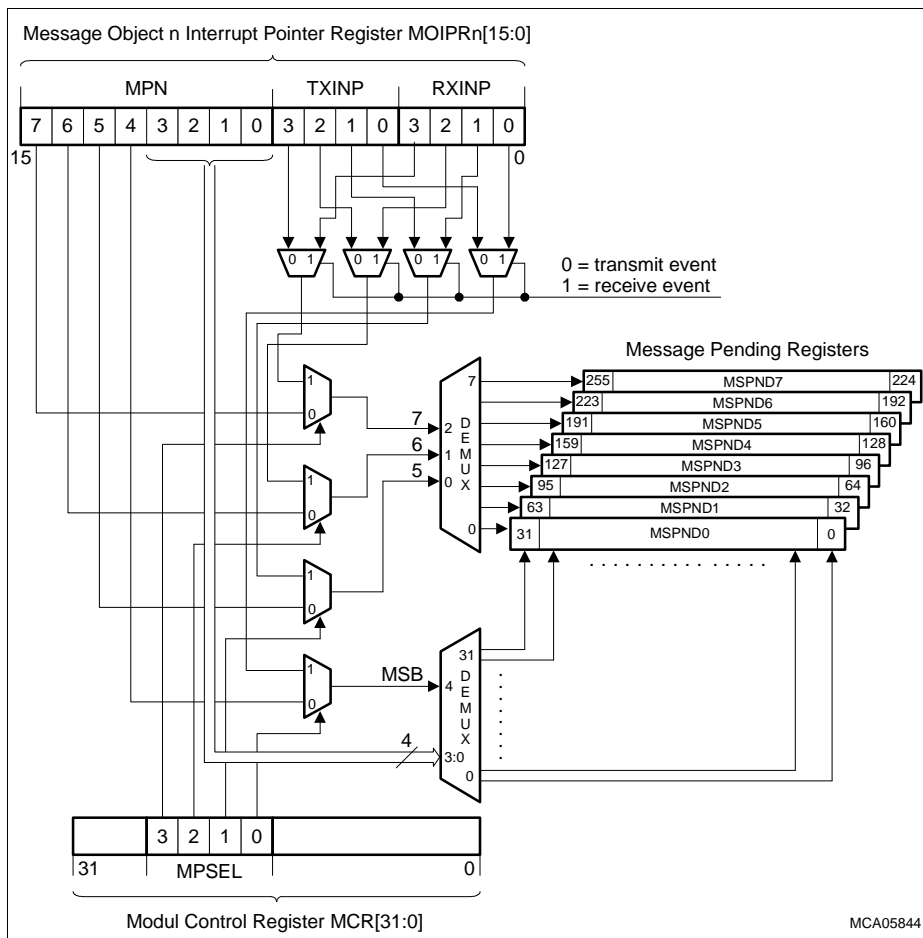 Message Object n Interrupt Pointer Register MOIPRn[15:0]
MPN TXINP RXINP
7 6 5 4 3 2 1 0 3 2 1 0 3 2 1 0
15 0
0 1 0 1 0 1 0 1
0 = transmit event
1 = receive event
Message Pending Registers
255 MSPND7 224
223 MSPND6 192
191 MSPND5 160
159 MSPND4 128
127 MSPND3 96
95 MSPND2 64
63 MSPND1 32
31 MSPND0 0
1
0
1
0
1
0
1
0
7
6
5
7
2
1
0
DEMUX
0
. . . . . . . . . . . . . . .
MSB
4
31
4
DEMUX
3:0
0
3 2 1 0
31 MPSEL 0
Modul Control Register MCR[31:0]
MCA05844